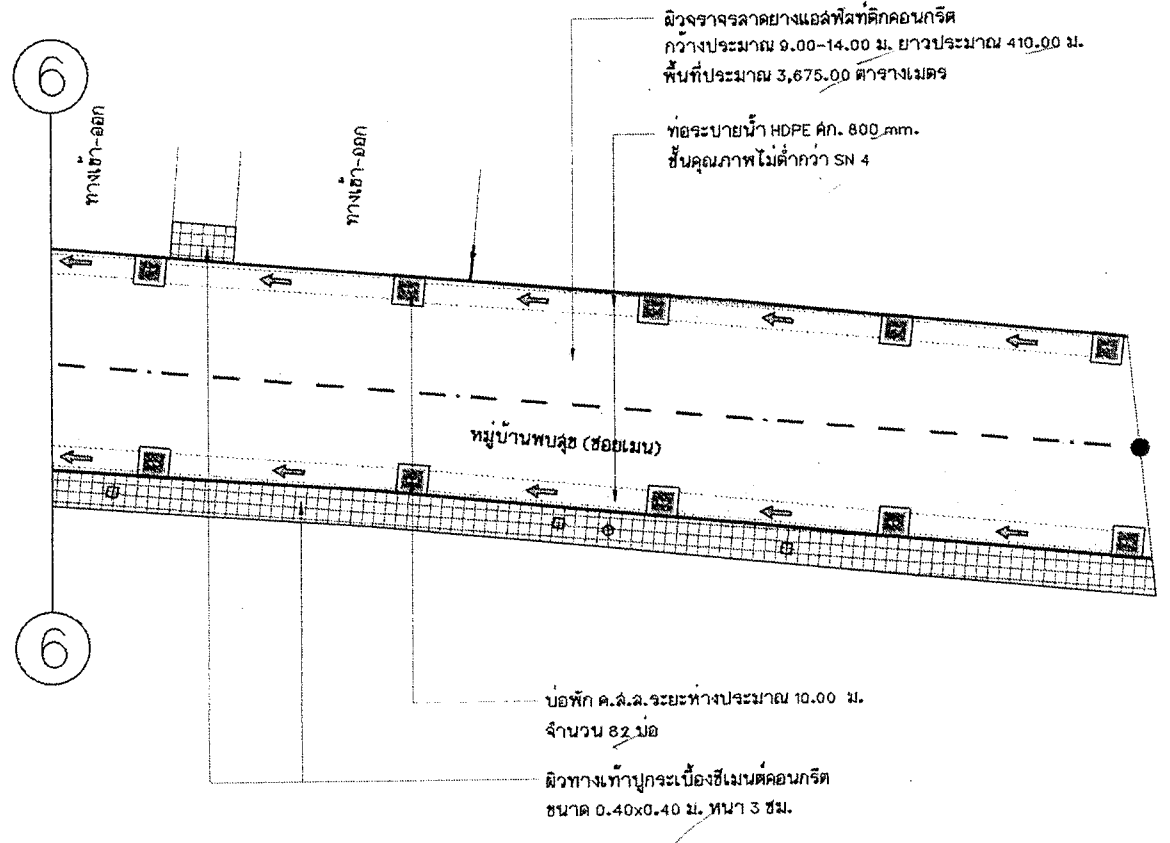 ผิวจราจรลาดยางแอสฟัลท์ติกคอนกรีต
กว้างประมาณ 9.00-14.00 ม. ยาวประมาณ 410.00 ม.
พื้นที่ประมาณ 3,675.00 ตารางเมตร
6
ทางเข้า-ออก
ทางเข้า-ออก
ท่อระบายน้ำ HDPE ศก. 800 mm.
ชั้นคุณภาพไม่ต่ำกว่า SN 4
หมู่บ้านพบสุข (ซอยเมน)
6
บ่อพัก ค.ส.ล.ระยะห่างประมาณ 10.00 ม.
จำนวน 82 บ่อ
ผิวทางเท้าปูกระเบื้องซีเมนต์คอนกรีต
ขนาด 0.40x0.40 ม. หนา 3 ซม.